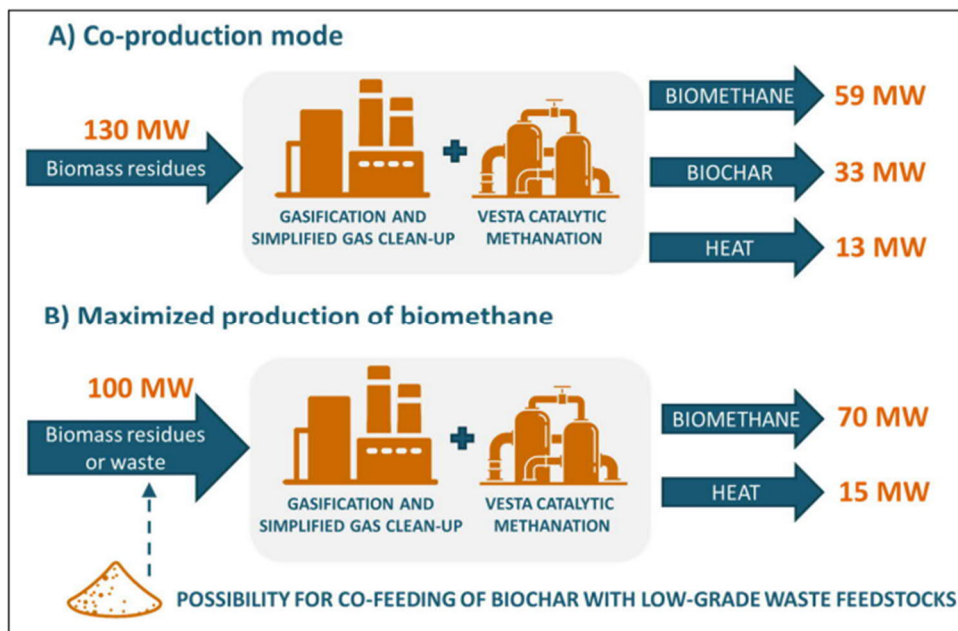 A) Co-production mode
130 MW
Biomass residues
GASIFICATION AND
SIMPLIFIED GAS CLEAN-UP
VESTA CATALYTIC
METHANATION
BIOMETHANE
59 MW
BIOCHAR
33 MW
HEAT
13 MW
B) Maximized production of biomethane
100 MW
Biomass residues
or waste
GASIFICATION AND
SIMPLIFIED GAS CLEAN-UP
VESTA CATALYTIC
METHANATION
BIOMETHANE
70 MW
HEAT
15 MW
POSSIBILITY FOR CO-FEEDING OF BIOCHAR WITH LOW-GRADE WASTE FEEDSTOCKS